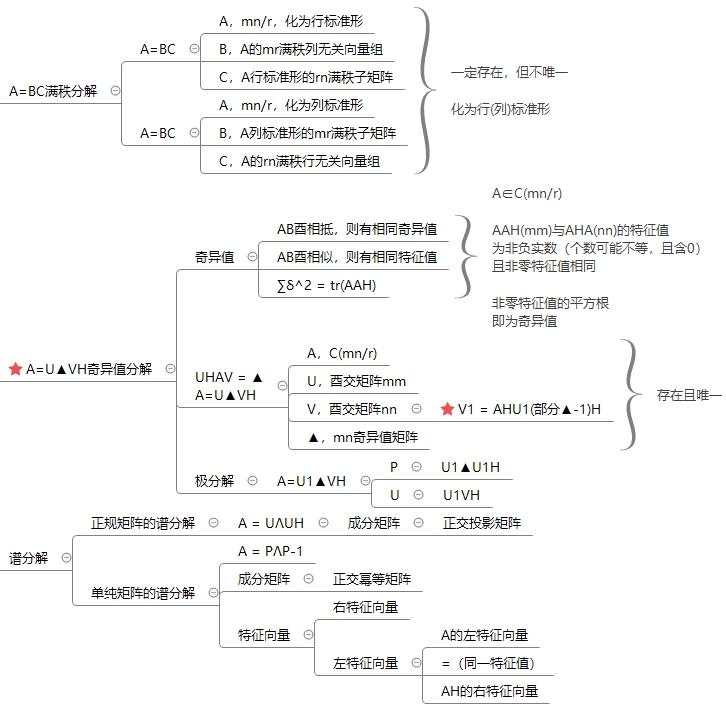 A=BC满秩分解
A=BC
A，mn/r，化为行标准形
B，A的mr满秩列无关向量组
C，A行标准形的rn满秩子矩阵
A=BC
A，mn/r，化为列标准形
B，A列标准形的mr满秩子矩阵
C，A的rn满秩行无关向量组
一定存在，但不唯一
化为行(列)标准形
A=U▲VH奇异值分解
奇异值
AB酉相抵，则有相同奇异值
AB酉相似，则有相同特征值
∑δ^2 = tr(AAH)
A∈C(mn/r)
AAH(mm)与AHA(nn)的特征值
为非负实数（个数可能不等，且含0）
且非零特征值相同
非零特征值的平方根
即为奇异值
UHAV = ▲
A=U▲VH
A，C(mn/r)
U，酉交矩阵mm
V，酉交矩阵nn
V1 = AHU1(部分▲-1)H
▲，mn奇异值矩阵
存在且唯一
极分解
A=U1▲VH
P
U1▲U1H
U
U1VH
谱分解
正规矩阵的谱分解
A = UΛUH
成分矩阵
正交投影矩阵
单纯矩阵的谱分解
A = PΛP-1
成分矩阵
正交幂等矩阵
特征向量
右特征向量
左特征向量
A的左特征向量
=（同一特征值）
AH的右特征向量